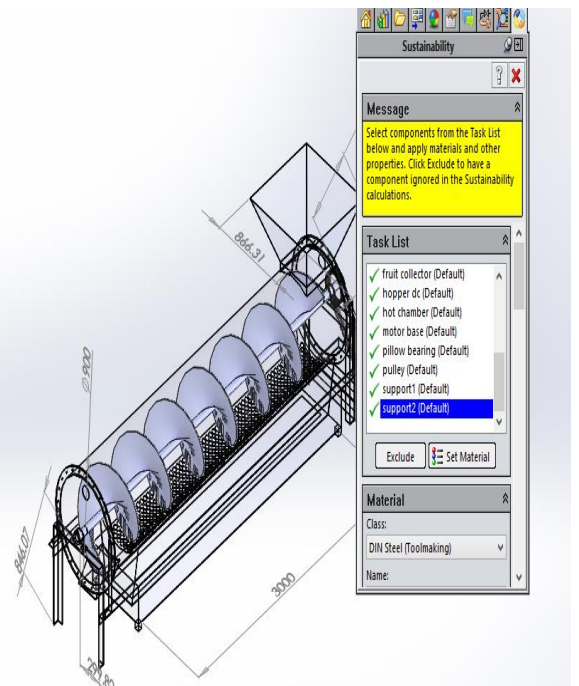 Sustainability
Message
Select components from the Task List
below and apply materials and other
properties. Click Exclude to have a
component ignored in the Sustainability
calculations.
Task List
fruit collector (Default)
hopper dc (Default)
hot chamber (Default)
motor base (Default)
pillow bearing (Default)
pulley (Default)
support1 (Default)
support2 (Default)
Exclude
Set Material
Material
Class:
DIN Steel (Toolmaking)
Name:
866.31
∅900
846.07
3000